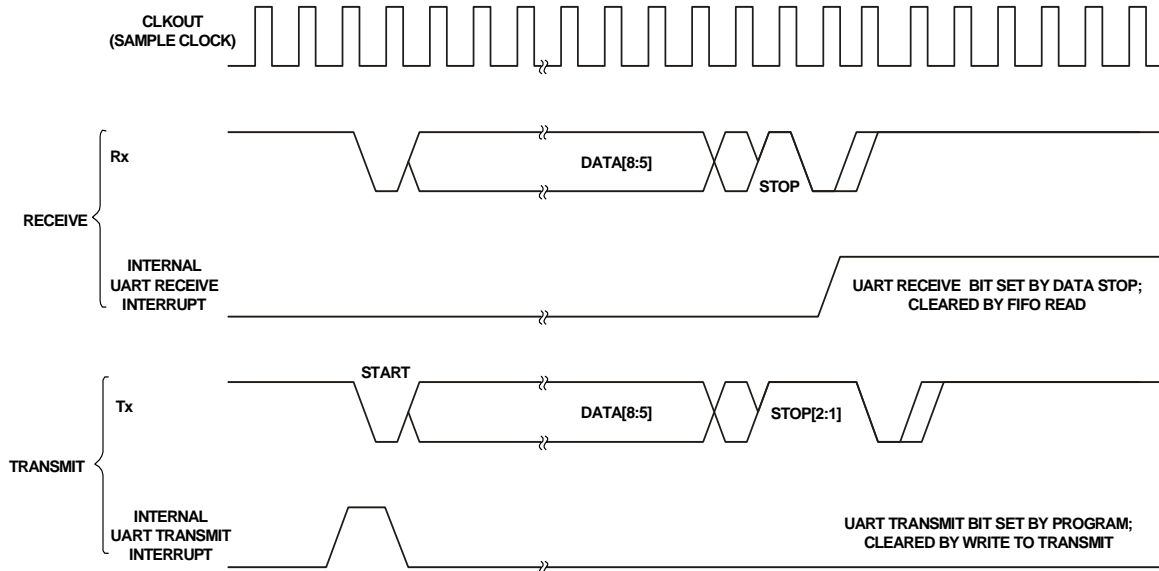 CLKOUT
(SAMPLE CLOCK)
Rx
DATA[8:5]
STOP
RECEIVE
INTERNAL
UART RECEIVE
INTERRUPT
UART RECEIVE BIT SET BY DATA STOP;
CLEARED BY FIFO READ
START
Tx
DATA[8:5]
STOP[2:1]
TRANSMIT
INTERNAL
UART TRANSMIT
INTERRUPT
UART TRANSMIT BIT SET BY PROGRAM;
CLEARED BY WRITE TO TRANSMIT